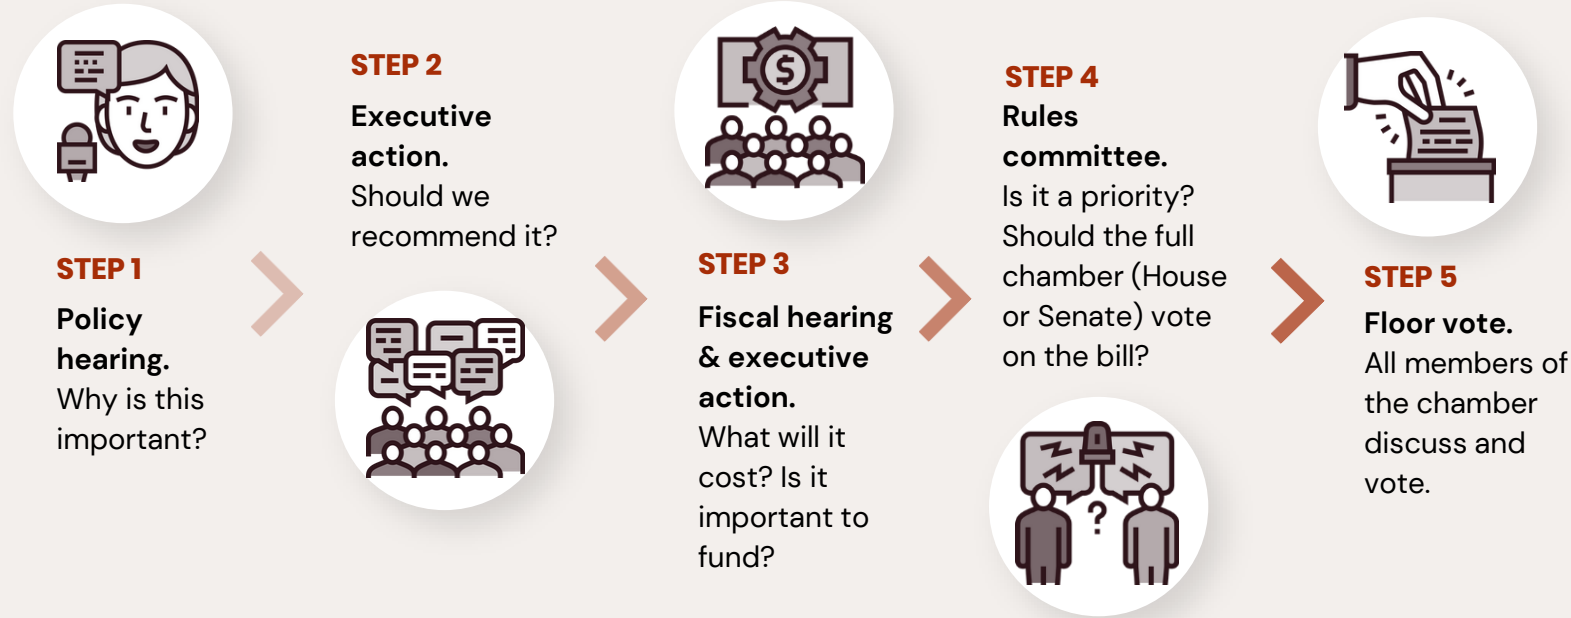 STEP 1
Policy
hearing.
Why is this
important?
STEP 2
Executive
action.
Should we
recommend it?
STEP 3
Fiscal hearing
& executive
action.
What will it
cost? Is it
important to
fund?
STEP 4
Rules
committee.
Is it a priority?
Should the full
chamber (House
or Senate) vote
on the bill?
STEP 5
Floor vote.
All members of
the chamber
discuss and
vote.
$
?